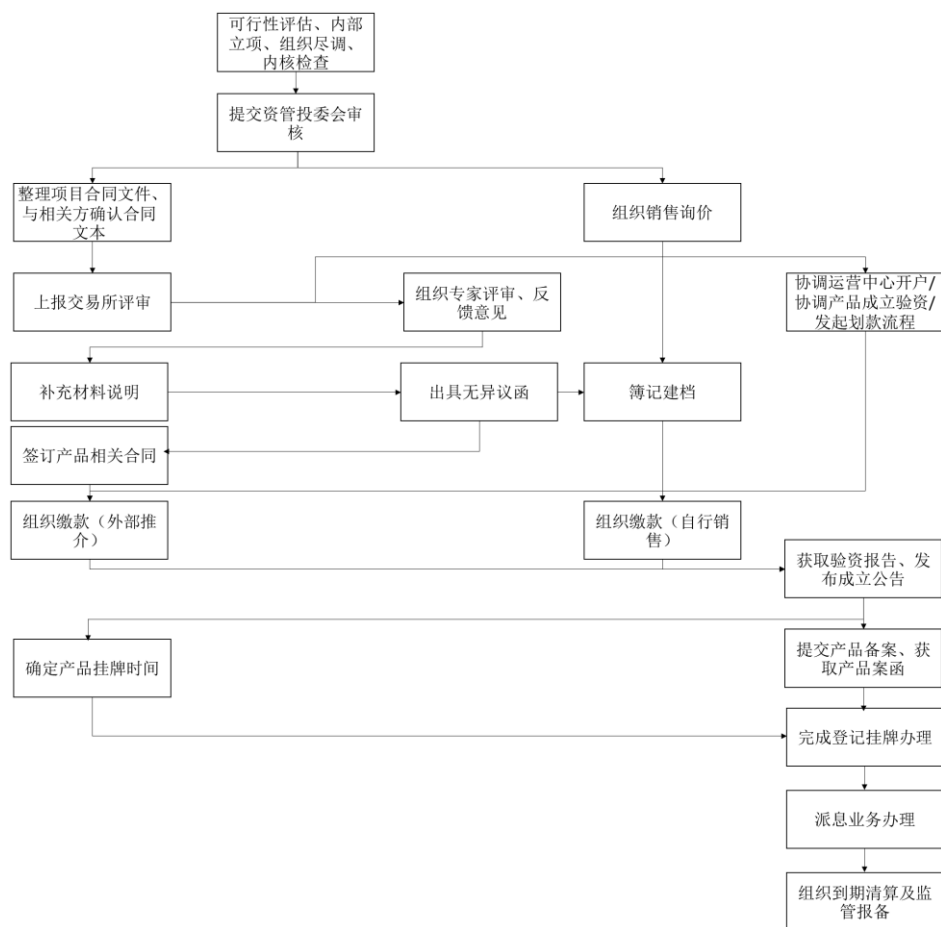 可行性评估、内部
立项、组织尽调、
内核检查
提交资管投委会审
核
整理项目合同文件、
与相关方确认合同
文本
组织销售询价
上报交易所评审
组织专家评审、反
馈意见
协调运营中心开户/
协调产品成立验资/
发起划款流程
补充材料说明
出具无异议函
簿记建档
签订产品相关合同
组织缴款（外部推
介）
组织缴款（自行销
售）
获取验资报告、发
布成立公告
确定产品挂牌时间
提交产品备案、获
取产品案函
完成登记挂牌办理
派息业务办理
组织到期清算及监
管报备